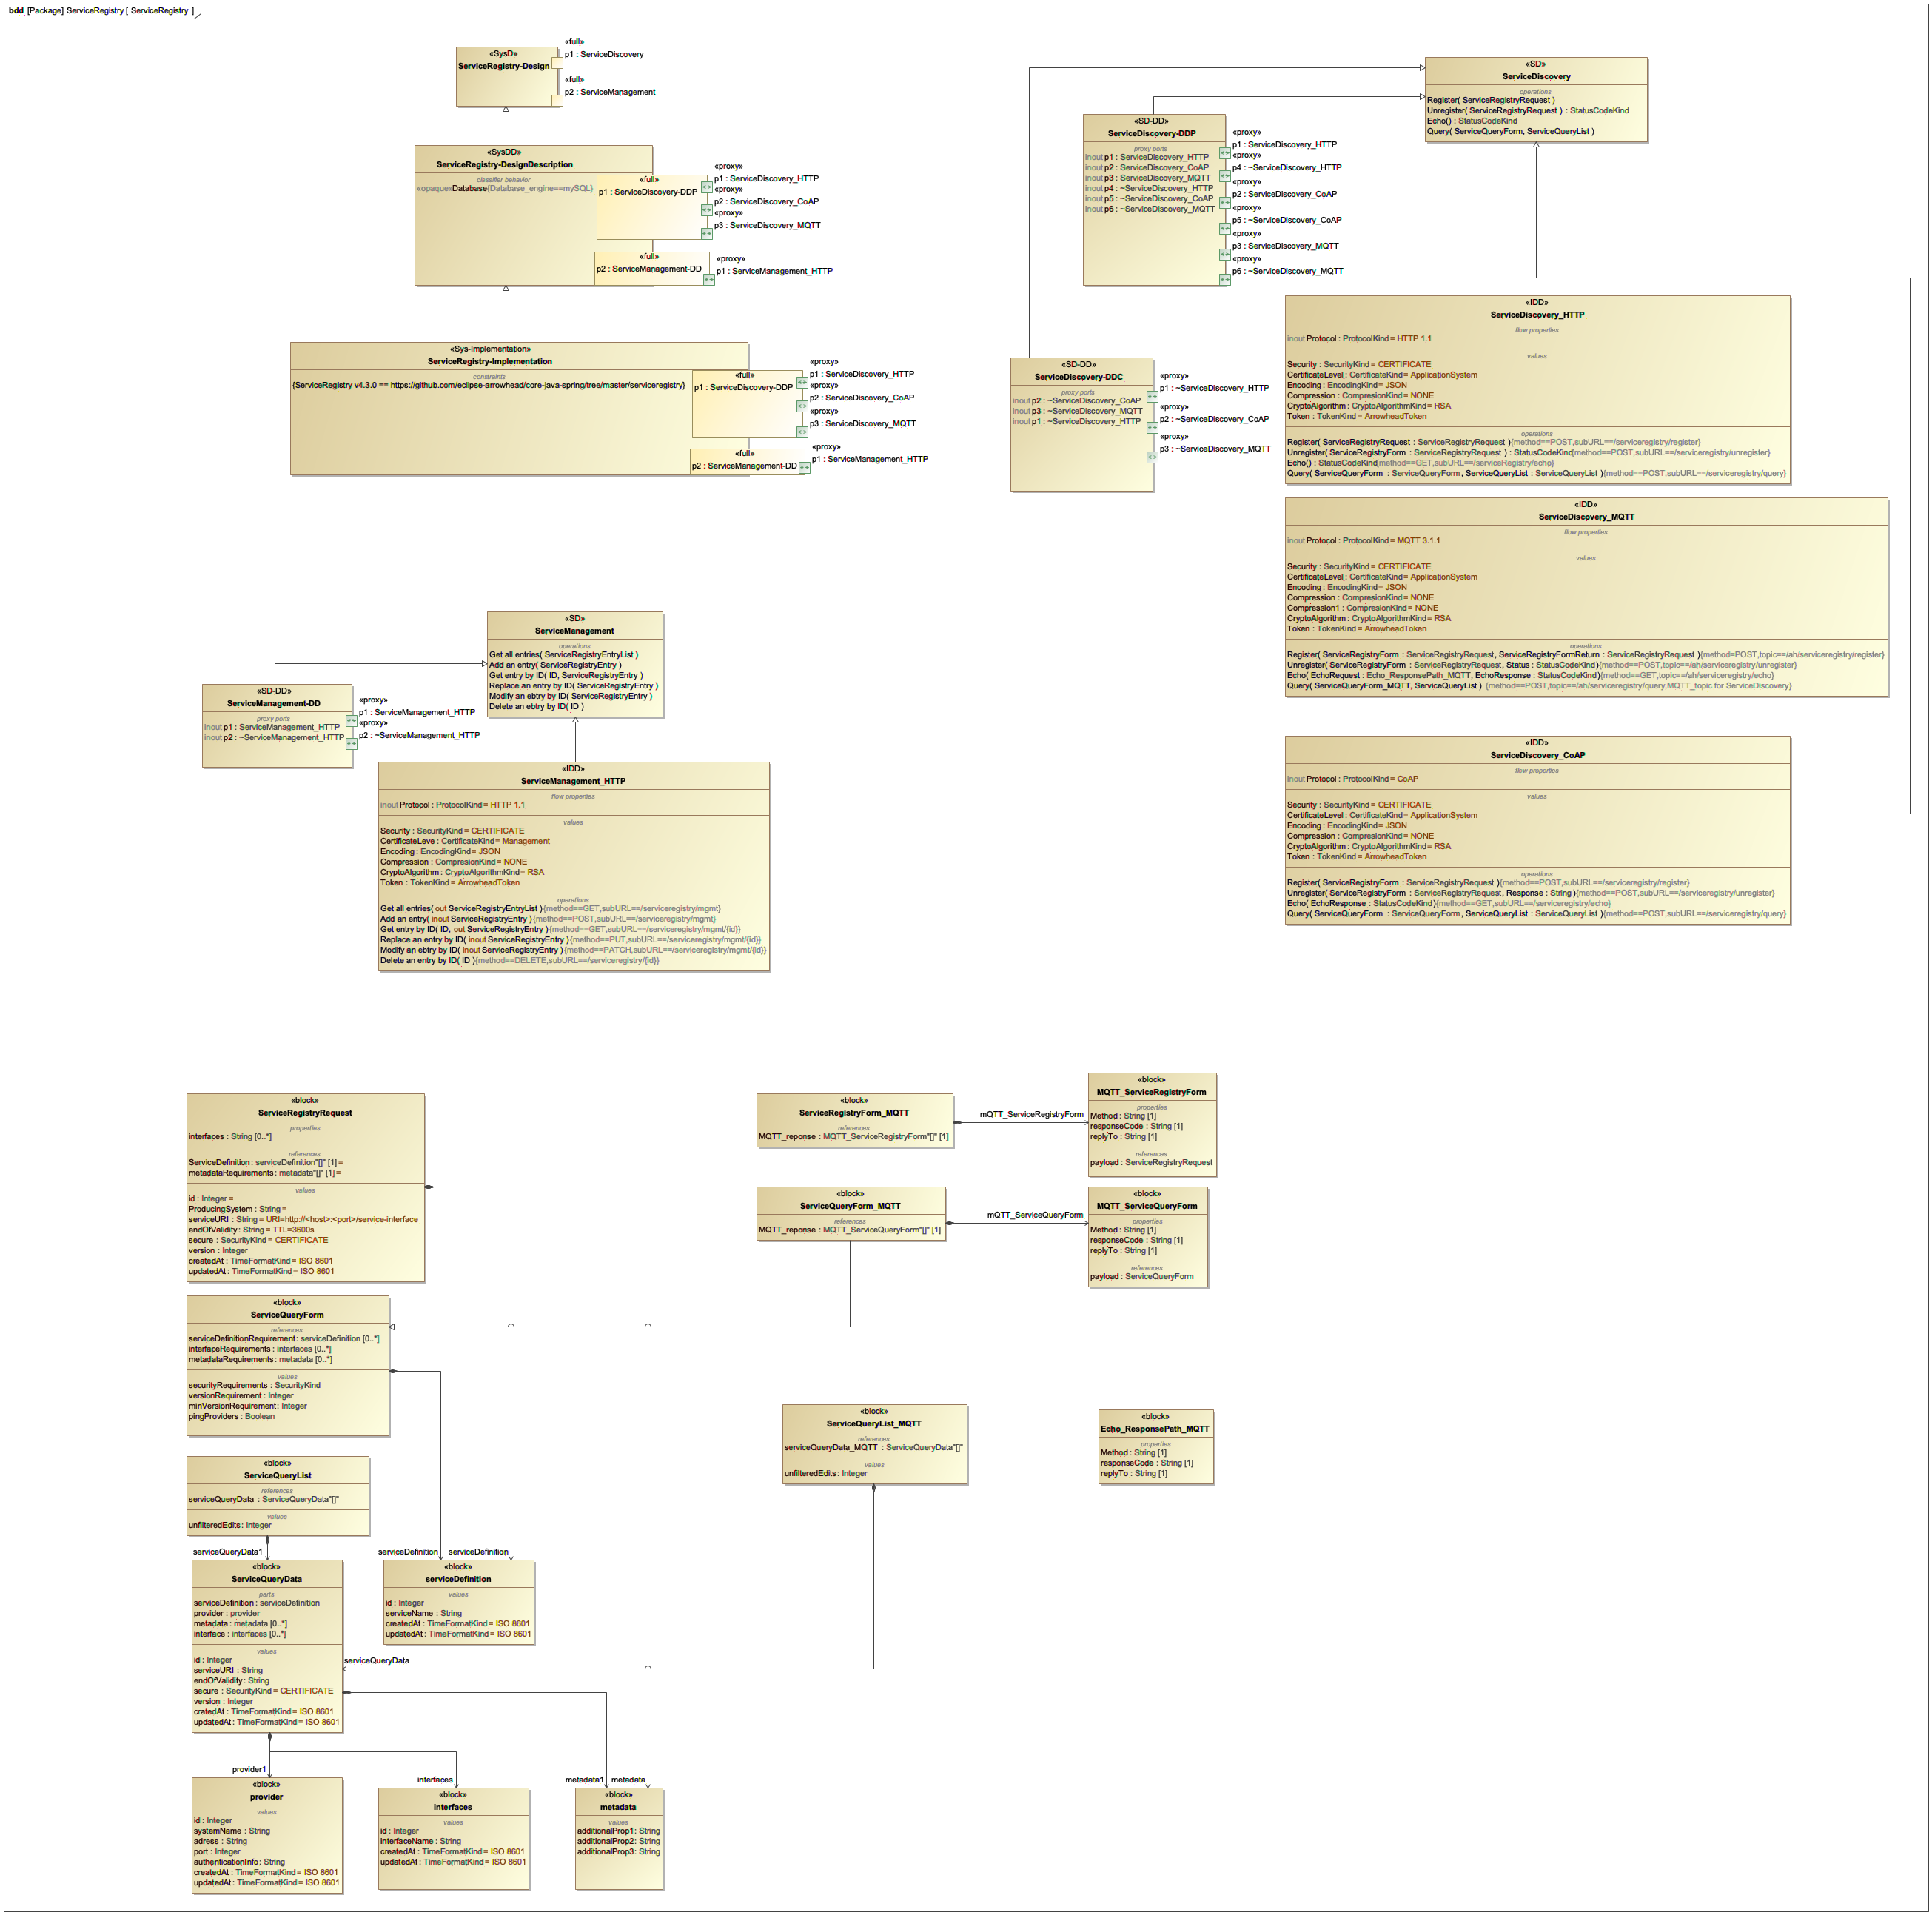 bdd [Package] ServiceRegistry [ ServiceRegistry ]
«SysD»
ServiceRegistry-Design
«full»
p1 : ServiceDiscovery
«full»
p2 : ServiceManagement
«SysDD»
ServiceRegistry-DesignDescription
classifier behavior
«opaque»Database{Database_engine==mySQL}
«full»
p1 : ServiceDiscovery-DDP
«proxy»
p1 : ServiceDiscovery_HTTP
«proxy»
p2 : ServiceDiscovery_CoAP
«proxy»
p3 : ServiceDiscovery_MQTT
«full»
p2 : ServiceManagement-DD
«proxy»
p1 : ServiceManagement_HTTP
«Sys-Implementation»
ServiceRegistry-Implementation
constraints
{ServiceRegistry v4.3.0 == https://github.com/eclipse-arrowhead/core-java-spring/tree/master/serviceregistry}
«full»
p1 : ServiceDiscovery-DDP
«proxy»
p1 : ServiceDiscovery_HTTP
«proxy»
p2 : ServiceDiscovery_CoAP
«proxy»
p3 : ServiceDiscovery_MQTT
«full»
p2 : ServiceManagement-DD
«proxy»
p1 : ServiceManagement_HTTP
«SD»
ServiceDiscovery
operations
Register( ServiceRegistryRequest )
Unregister( ServiceRegistryRequest ) : StatusCodeKind
Echo() : StatusCodeKind
Query( ServiceQueryForm, ServiceQueryList )
«SD-DD»
ServiceDiscovery-DDP
proxy ports
inout p1 : ServiceDiscovery_HTTP
inout p2 : ServiceDiscovery_CoAP
inout p3 : ServiceDiscovery_MQTT
inout p4 : ~ServiceDiscovery_HTTP
inout p5 : ~ServiceDiscovery_CoAP
inout p6 : ~ServiceDiscovery_MQTT
«proxy»
p1 : ServiceDiscovery_HTTP
«proxy»
p4 : ~ServiceDiscovery_HTTP
«proxy»
p2 : ServiceDiscovery_CoAP
«proxy»
p5 : ~ServiceDiscovery_CoAP
«proxy»
p3 : ServiceDiscovery_MQTT
«proxy»
p6 : ~ServiceDiscovery_MQTT
«SD-DD»
ServiceDiscovery-DDC
proxy ports
inout p2 : ~ServiceDiscovery_CoAP
inout p3 : ~ServiceDiscovery_MQTT
inout p1 : ~ServiceDiscovery_HTTP
«proxy»
p1 : ~ServiceDiscovery_HTTP
«proxy»
p2 : ~ServiceDiscovery_CoAP
«proxy»
p3 : ~ServiceDiscovery_MQTT
«IDD»
ServiceDiscovery_HTTP
flow properties
inout Protocol : ProtocolKind = HTTP 1.1
values
Security : SecurityKind = CERTIFICATE
CertificateLevel : CertificateKind = ApplicationSystem
Encoding : EncodingKind = JSON
Compression : CompresionKind = NONE
CryptoAlgorithm : CryptoAlgorithmKind = RSA
Token : TokenKind = ArrowheadToken
operations
Register( ServiceRegistryRequest : ServiceRegistryRequest ){method==POST,subURL==/serviceregistry/register}
Unregister( ServiceRegistryForm : ServiceRegistryRequest ) : StatusCodeKind{method==POST,subURL==/serviceregistry/unregister}
Echo() : StatusCodeKind{method==GET,subURL==/serviceRegistry/echo}
Query( ServiceQueryForm : ServiceQueryForm, ServiceQueryList : ServiceQueryList ){method==POST,subURL==/serviceregistry/query}
«IDD»
ServiceDiscovery_MQTT
flow properties
inout Protocol : ProtocolKind = MQTT 3.1.1
values
Security : SecurityKind = CERTIFICATE
CertificateLevel : CertificateKind = ApplicationSystem
Encoding : EncodingKind = JSON
Compression : CompresionKind = NONE
Compression1 : CompresionKind = NONE
CryptoAlgorithm : CryptoAlgorithmKind = RSA
Token : TokenKind = ArrowheadToken
operations
Register( ServiceRegistryForm : ServiceRegistryRequest, ServiceRegistryFormReturn : ServiceRegistryRequest ){method==POST,topic==/ah/serviceregistry/register}
Unregister( ServiceRegistryForm : ServiceRegistryRequest, Status : StatusCodeKind){method==POST,topic==/ah/serviceregistry/unregister}
Echo( EchoRequest : Echo_ResponsePath_MQTT, EchoResponse : StatusCodeKind){method==GET,topic==/ah/serviceregistry/echo}
Query( ServiceQueryForm_MQTT, ServiceQueryList ) {method==POST,topic==/ah/serviceregistry/query,MQTT_topic for ServiceDiscovery}
«IDD»
ServiceDiscovery_CoAP
flow properties
inout Protocol : ProtocolKind = CoAP
values
Security : SecurityKind = CERTIFICATE
CertificateLevel : CertificateKind = ApplicationSystem
Encoding : EncodingKind = JSON
Compression : CompresionKind = NONE
CryptoAlgorithm : CryptoAlgorithmKind = RSA
Token : TokenKind = ArrowheadToken
operations
Register( ServiceRegistryForm : ServiceRegistryRequest ){method==POST,subURL==/serviceregistry/register}
Unregister( ServiceRegistryForm : ServiceRegistryRequest, Response : String ){method==POST,subURL==/serviceregistry/unregister}
Echo( EchoResponse : StatusCodeKind){method==GET,subURL==/serviceregistry/echo}
Query( ServiceQueryForm : ServiceQueryForm, ServiceQueryList : ServiceQueryList ){method==POST,subURL==/serviceregistry/query}
«SD»
ServiceManagement
operations
Get all entries( ServiceRegistryEntryList )
Add an entry( ServiceRegistryEntry )
Get entry by ID( ID, ServiceRegistryEntry )
Replace an entry by ID( ServiceRegistryEntry )
Modify an ebtry by ID( ServiceRegistryEntry )
Delete an ebtry by ID( ID )
«SD-DD»
ServiceManagement-DD
proxy ports
inout p1 : ServiceManagement_HTTP
inout p2 : ~ServiceManagement_HTTP
«proxy»
p1 : ServiceManagement_HTTP
«proxy»
p2 : ~ServiceManagement_HTTP
«IDD»
ServiceManagement_HTTP
flow properties
inout Protocol : ProtocolKind = HTTP 1.1
values
Security : SecurityKind = CERTIFICATE
CertificateLeve : CertificateKind = Management
Encoding : EncodingKind = JSON
Compression : CompresionKind = NONE
CryptoAlgorithm : CryptoAlgorithmKind = RSA
Token : TokenKind = ArrowheadToken
operations
Get all entries( out ServiceRegistryEntryList ){method==GET,subURL==/serviceregistry/mgmt}
Add an entry( inout ServiceRegistryEntry ){method==POST,subURL==/serviceregistry/mgmt}
Get entry by ID( ID, out ServiceRegistryEntry ){method==GET,subURL==/serviceregistry/mgmt/{id}}
Replace an entry by ID( inout ServiceRegistryEntry ){method==PUT,subURL==/serviceregistry/mgmt/{id}}
Modify an ebtry by ID( inout ServiceRegistryEntry ){method==PATCH,subURL==/serviceregistry/mgmt/{id}}
Delete an entry by ID( ID ){method==DELETE,subURL==/serviceregistry/{id}}
«block»
ServiceRegistryRequest
properties
interfaces : String [0..*]
references
ServiceDefinition : serviceDefinition"[]" [1] =
metadataRequirements : metadata"[]" [1] =
values
id : Integer =
ProducingSystem : String =
serviceURI : String = URI=http://<host>:<port>/service-interface
endOfValidity : String = TTL=3600s
secure : SecurityKind = CERTIFICATE
version : Integer
createdAt : TimeFormatKind = ISO 8601
updatedAt : TimeFormatKind = ISO 8601
«block»
ServiceRegistryForm_MQTT
references
MQTT_reponse : MQTT_ServiceRegistryForm"[]" [1]
mQTT_ServiceRegistryForm
«block»
MQTT_ServiceRegistryForm
properties
Method : String [1]
responseCode : String [1]
replyTo : String [1]
references
payload : ServiceRegistryRequest
«block»
ServiceQueryForm_MQTT
references
MQTT_reponse : MQTT_ServiceQueryForm"[]" [1]
mQTT_ServiceQueryForm
«block»
MQTT_ServiceQueryForm
properties
Method : String [1]
responseCode : String [1]
replyTo : String [1]
references
payload : ServiceQueryForm
«block»
ServiceQueryForm
references
serviceDefinitionRequirement : serviceDefinition [0..*]
interfaceRequirements : interfaces [0..*]
metadataRequirements : metadata [0..*]
values
securityRequirements : SecurityKind
versionRequirement : Integer
minVersionRequirement : Integer
pingProviders : Boolean
«block»
ServiceQueryList_MQTT
references
serviceQueryData_MQTT : ServiceQueryData"[]"
values
unfilteredEdits : Integer
«block»
Echo_ResponsePath_MQTT
properties
Method : String [1]
responseCode : String [1]
replyTo : String [1]
«block»
ServiceQueryList
references
serviceQueryData : ServiceQueryData"[]"
values
unfilteredEdits : Integer
serviceQueryData1
serviceDefinition
serviceDefinition
«block»
ServiceQueryData
parts
serviceDefinition : serviceDefinition
provider : provider
metadata : metadata [0..*]
interface : interfaces [0..*]
values
id : Integer
serviceURI : String
endOfValidity : String
secure : SecurityKind = CERTIFICATE
version : Integer
cratedAt : TimeFormatKind = ISO 8601
updatedAt : TimeFormatKind = ISO 8601
«block»
serviceDefinition
values
id : Integer
serviceName : String
createdAt : TimeFormatKind = ISO 8601
updatedAt : TimeFormatKind = ISO 8601
serviceQueryData
provider1
interfaces
metadata1
metadata
«block»
provider
values
id : Integer
systemName : String
adress : String
port : Integer
authenticationInfo : String
createdAt : TimeFormatKind = ISO 8601
updatedAt : TimeFormatKind = ISO 8601
«block»
interfaces
values
id : Integer
interfaceName : String
createdAt : TimeFormatKind = ISO 8601
updatedAt : TimeFormatKind = ISO 8601
«block»
metadata
values
additionalProp1 : String
additionalProp2 : String
additionalProp3 : String